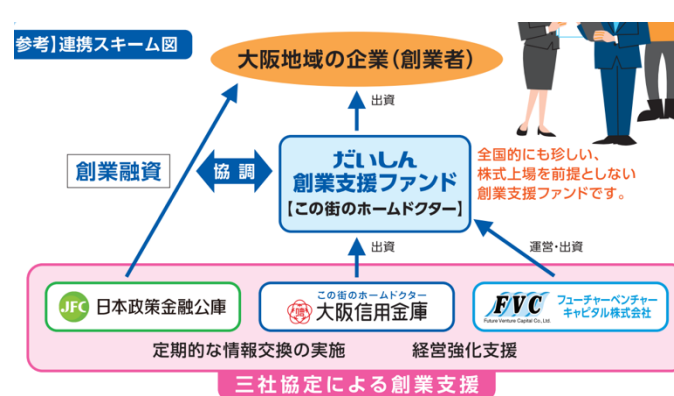 参考】連携スキーム図
大阪地域の企業（創業者）
出資
創業融資
協調
だいしん
創業支援ファンド
【この街のホームドクター】
全国的にも珍しい、
株式上場を前提としない
創業支援ファンドです。
出資
運営・出資
JFC 日本政策金融公庫
この街のホームドクター
大阪信用金庫
FVC
Future Venture Capital Co., Ltd.
フューチャーベンチャー
キャピタル株式会社
定期的な情報交換の実施 経営強化支援
三社協定による創業支援